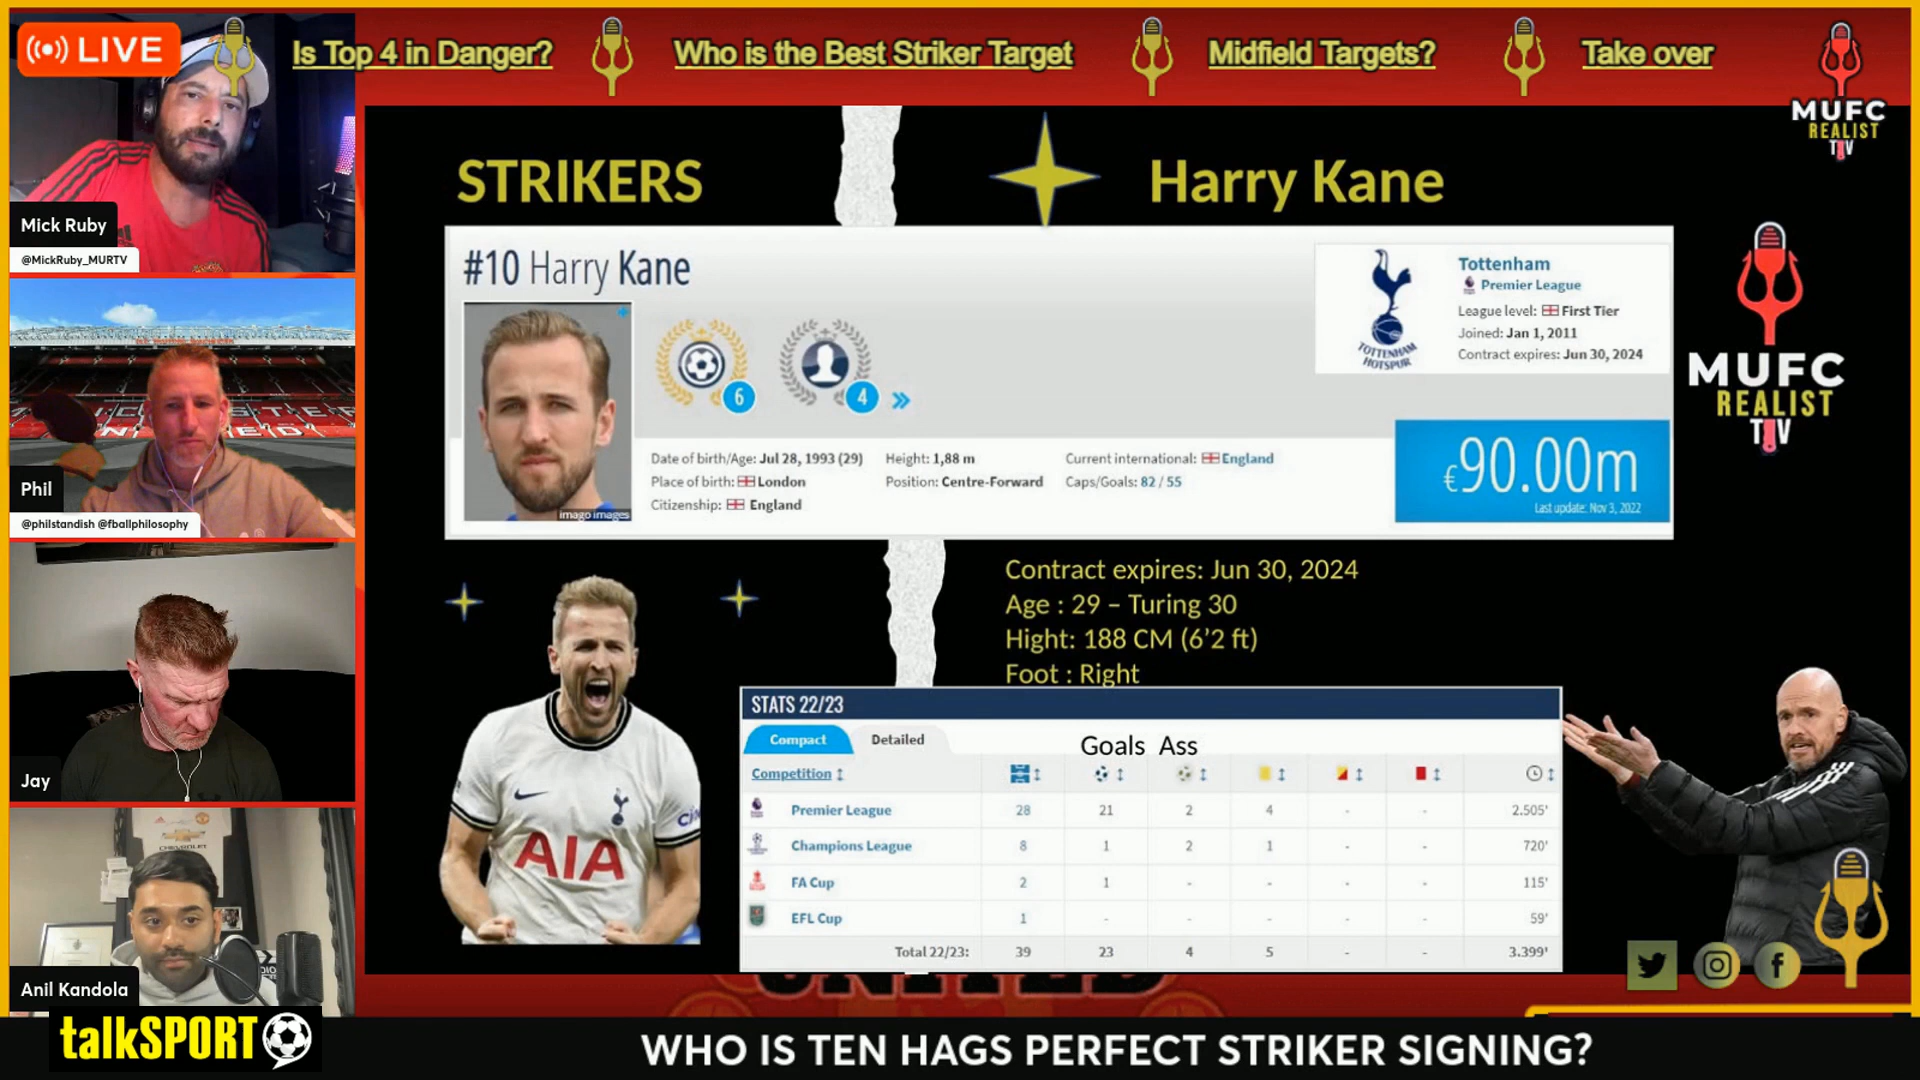 LIVE
Is Top 4 in Danger?
Who is the Best Striker Target
Midfield Targets?
Take over
MUFC
REALIST
TV
Mick Ruby
@MickRuby_MURTV
Phil
@philstandish @fballphilosophy
Jay
CHEVROLET
Anil Kandola
STRIKERS
Harry Kane
#10 Harry Kane
6
4
Tottenham
Premier League
League level: First Tier
Joined: Jan 1, 2011
Contract expires: Jun 30, 2024
TOTTENHAM
HOTSPUR
imago images
Date of birth/Age: Jul 28, 1993 (29)
Place of birth: London
Citizenship: England
Height: 1,88 m
Position: Centre-Forward
Current international: England
Caps/Goals: 82 / 55
€90.00m
Last update: Nov 3, 2022
MUFC
REALIST
TV
Contract expires: Jun 30, 2024
Age : 29 – Turing 30
Hight: 188 CM (6’2 ft)
Foot : Right
AIA
STATS 22/23
Compact Detailed
Goals Ass
Competition
Premier League 28 21 2 4 - - 2.505'
Champions League 8 1 2 1 - - 720'
FA Cup 2 1 - - - - 115'
EFL Cup 1 - - - - - 59'
Total 22/23: 39 23 4 5 - - 3.399'
UNITED
talkSPORT
WHO IS TEN HAGS PERFECT STRIKER SIGNING?